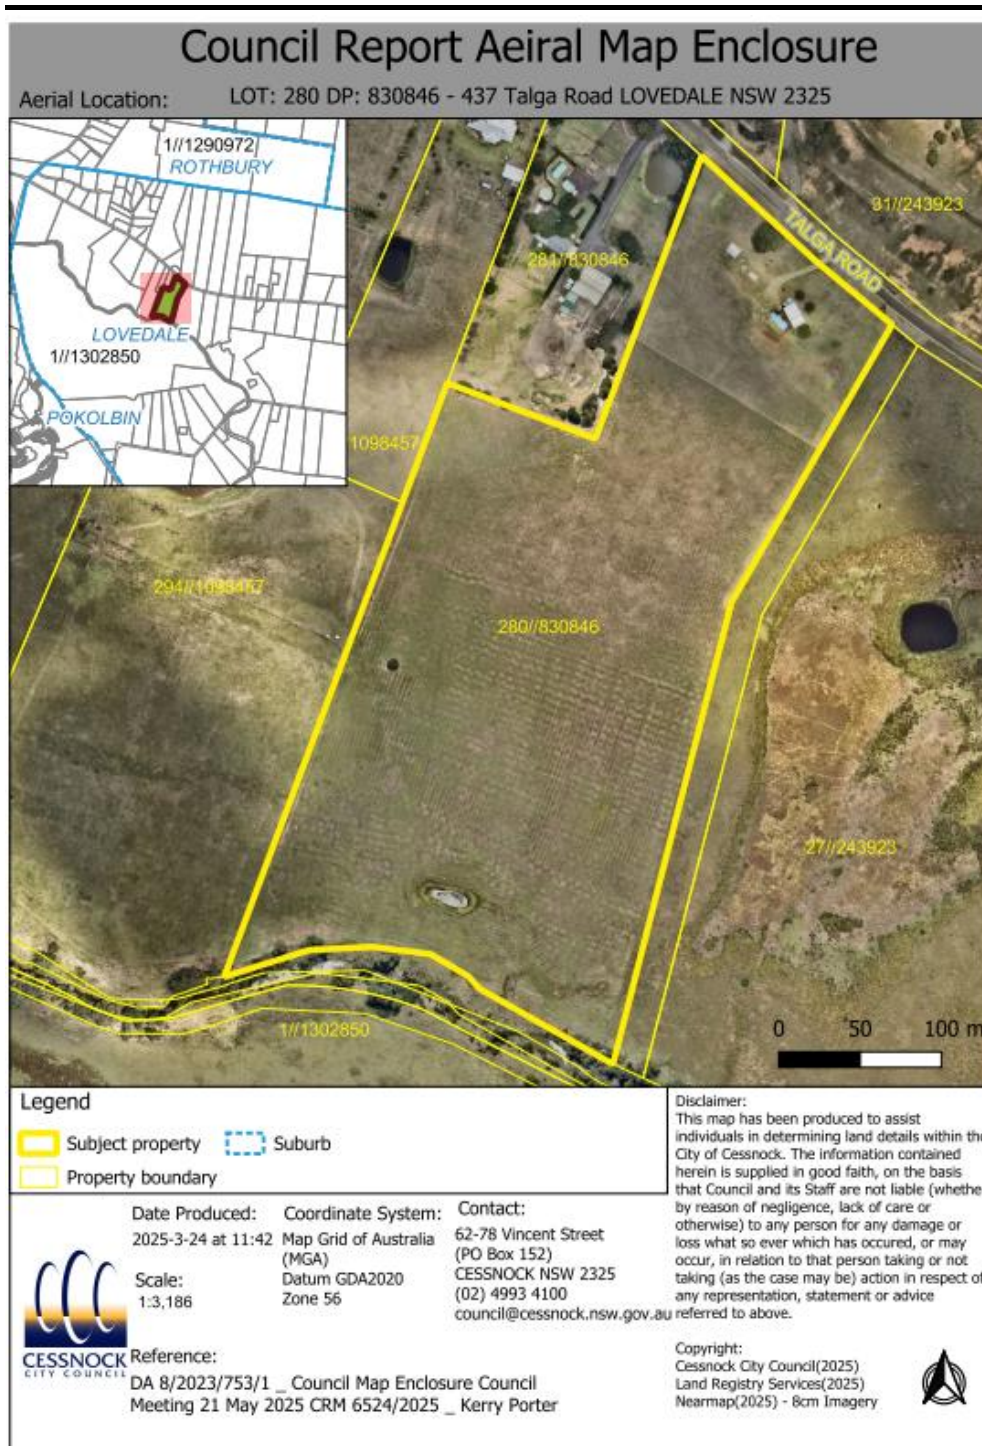 Council Report Aeiral Map Enclosure
Aerial Location:
LOT: 280 DP: 830846 - 437 Talga Road LOVEDALE NSW 2325
1//1290972
ROTHBURY
LOVEDALE
1//1302850
POKOLBIN
31//243923
TALGA ROAD
281//830846
1098457
294//1098457
280//830846
27//243923
1//1302850
0 50 100 m
Legend
Subject property
Suburb
Property boundary
Date Produced:
2025-3-24 at 11:42
Scale:
1:3,186
Coordinate System:
Map Grid of Australia
(MGA)
Datum GDA2020
Zone 56
Contact:
62-78 Vincent Street
(PO Box 152)
CESSNOCK NSW 2325
(02) 4993 4100
council@cessnock.nsw.gov.au
CESSNOCK
CITY COUNCIL
Reference:
DA 8/2023/753/1 _ Council Map Enclosure Council
Meeting 21 May 2025 CRM 6524/2025 _ Kerry Porter
Disclaimer:
This map has been produced to assist
individuals in determining land details within the
City of Cessnock. The information contained
herein is supplied in good faith, on the basis
that Council and its Staff are not liable (whethe
by reason of negligence, lack of care or
otherwise) to any person for any damage or
loss what so ever which has occured, or may
occur, in relation to that person taking or not
taking (as the case may be) action in respect of
any representation, statement or advice
referred to above.
Copyright:
Cessnock City Council(2025)
Land Registry Services(2025)
Nearmap(2025) - 8cm Imagery